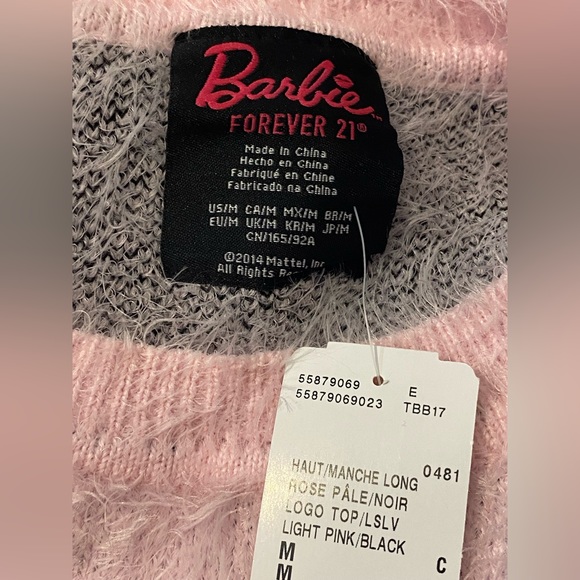 Barbie™
FOREVER 21®
Made in China
Hecho en China
Fabriqué en Chine
Fabricado na China
US/M CA/M MX/M BR/M
EU/M UK/M KR/M JP/M
CN/165/92A
©2014 Mattel, Inc
All Rights
55879069 E
55879069023 TBB17
HAUT/MANCHE LONG 0481
ROSE PÂLE/NOIR
LOGO TOP/LSLV
LIGHT PINK/BLACK
M C
M